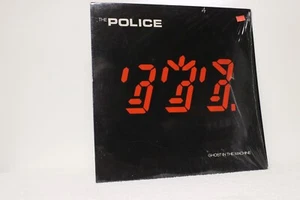 THE POLICE
GHOST IN THE MACHINE